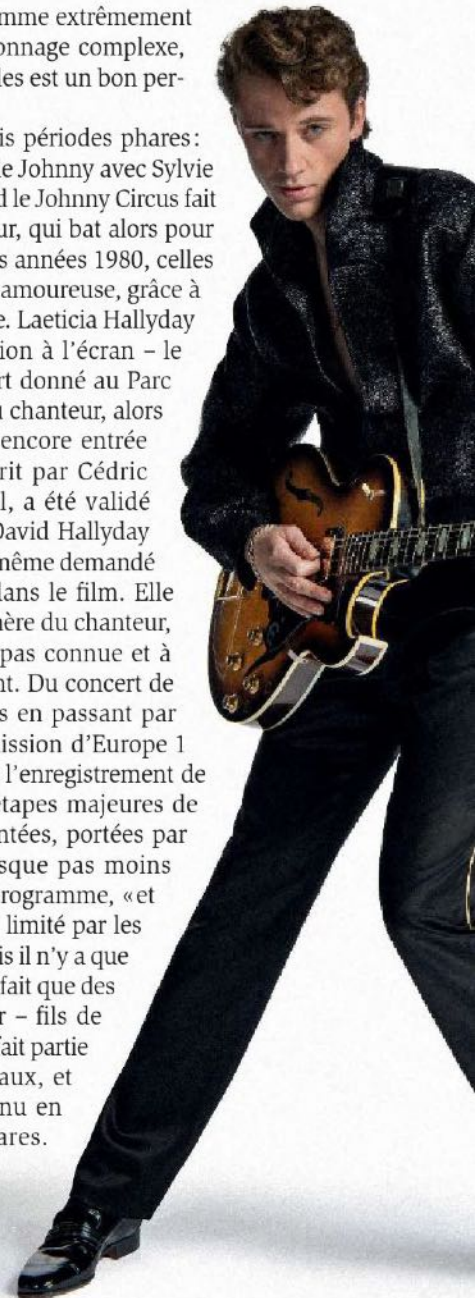 mme extrêmement
onnage complexe,
les est un bon per-
is périodes phares :
le Johnny avec Sylvie
d le Johnny Circus fait
ur, qui bat alors pour
s années 1980, celles
amoureuse, grâce à
e. Laeticia Hallyday
ion à l’écran – le
rt donné au Parc
u chanteur, alors
encore entrée
rit par Cédric
l, a été validé
David Hallyday
même demandé
dans le film. Elle
nère du chanteur,
pas connue et à
nt. Du concert de
s en passant par
ission d’Europe 1
l’enregistrement de
étapes majeures de
ntées, portées par
sque pas moins
rogramme, «et
limité par les
is il n’y a que
fait que des
r – fils de
fait partie
aux, et
nu en
ares.